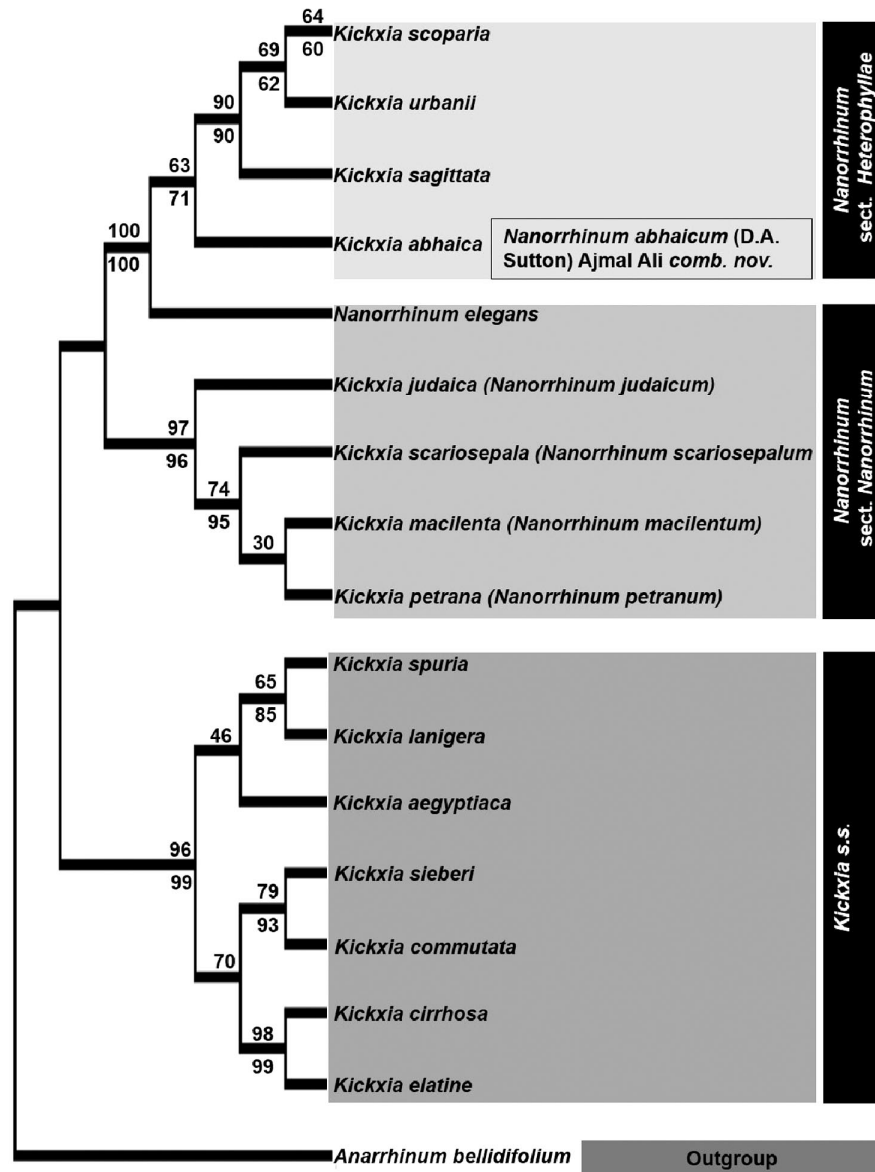 64
60
Kickxia scoparia
69
62
Kickxia urbanii
90
90
Kickxia sagittata
63
71
Kickxia abhaica
Nanorrhinum abhaicum (D.A.
Sutton) Ajmal Ali comb. nov.
Nanorrhinum
sect. Heterophyllae
100
100
Nanorrhinum elegans
Kickxia judaica (Nanorrhinum judaicum)
97
96
Kickxia scariosepala (Nanorrhinum scariosepalum
74
95
Kickxia macilenta (Nanorrhinum macilentum)
30
Kickxia petrana (Nanorrhinum petranum)
Nanorrhinum
sect. Nanorrhinum
Kickxia spuria
65
85
Kickxia lanigera
46
Kickxia aegyptiaca
96
99
Kickxia sieberi
79
93
Kickxia commutata
70
Kickxia cirrhosa
98
99
Kickxia elatine
Kickxia s.s.
Anarrhinum bellidifolium
Outgroup